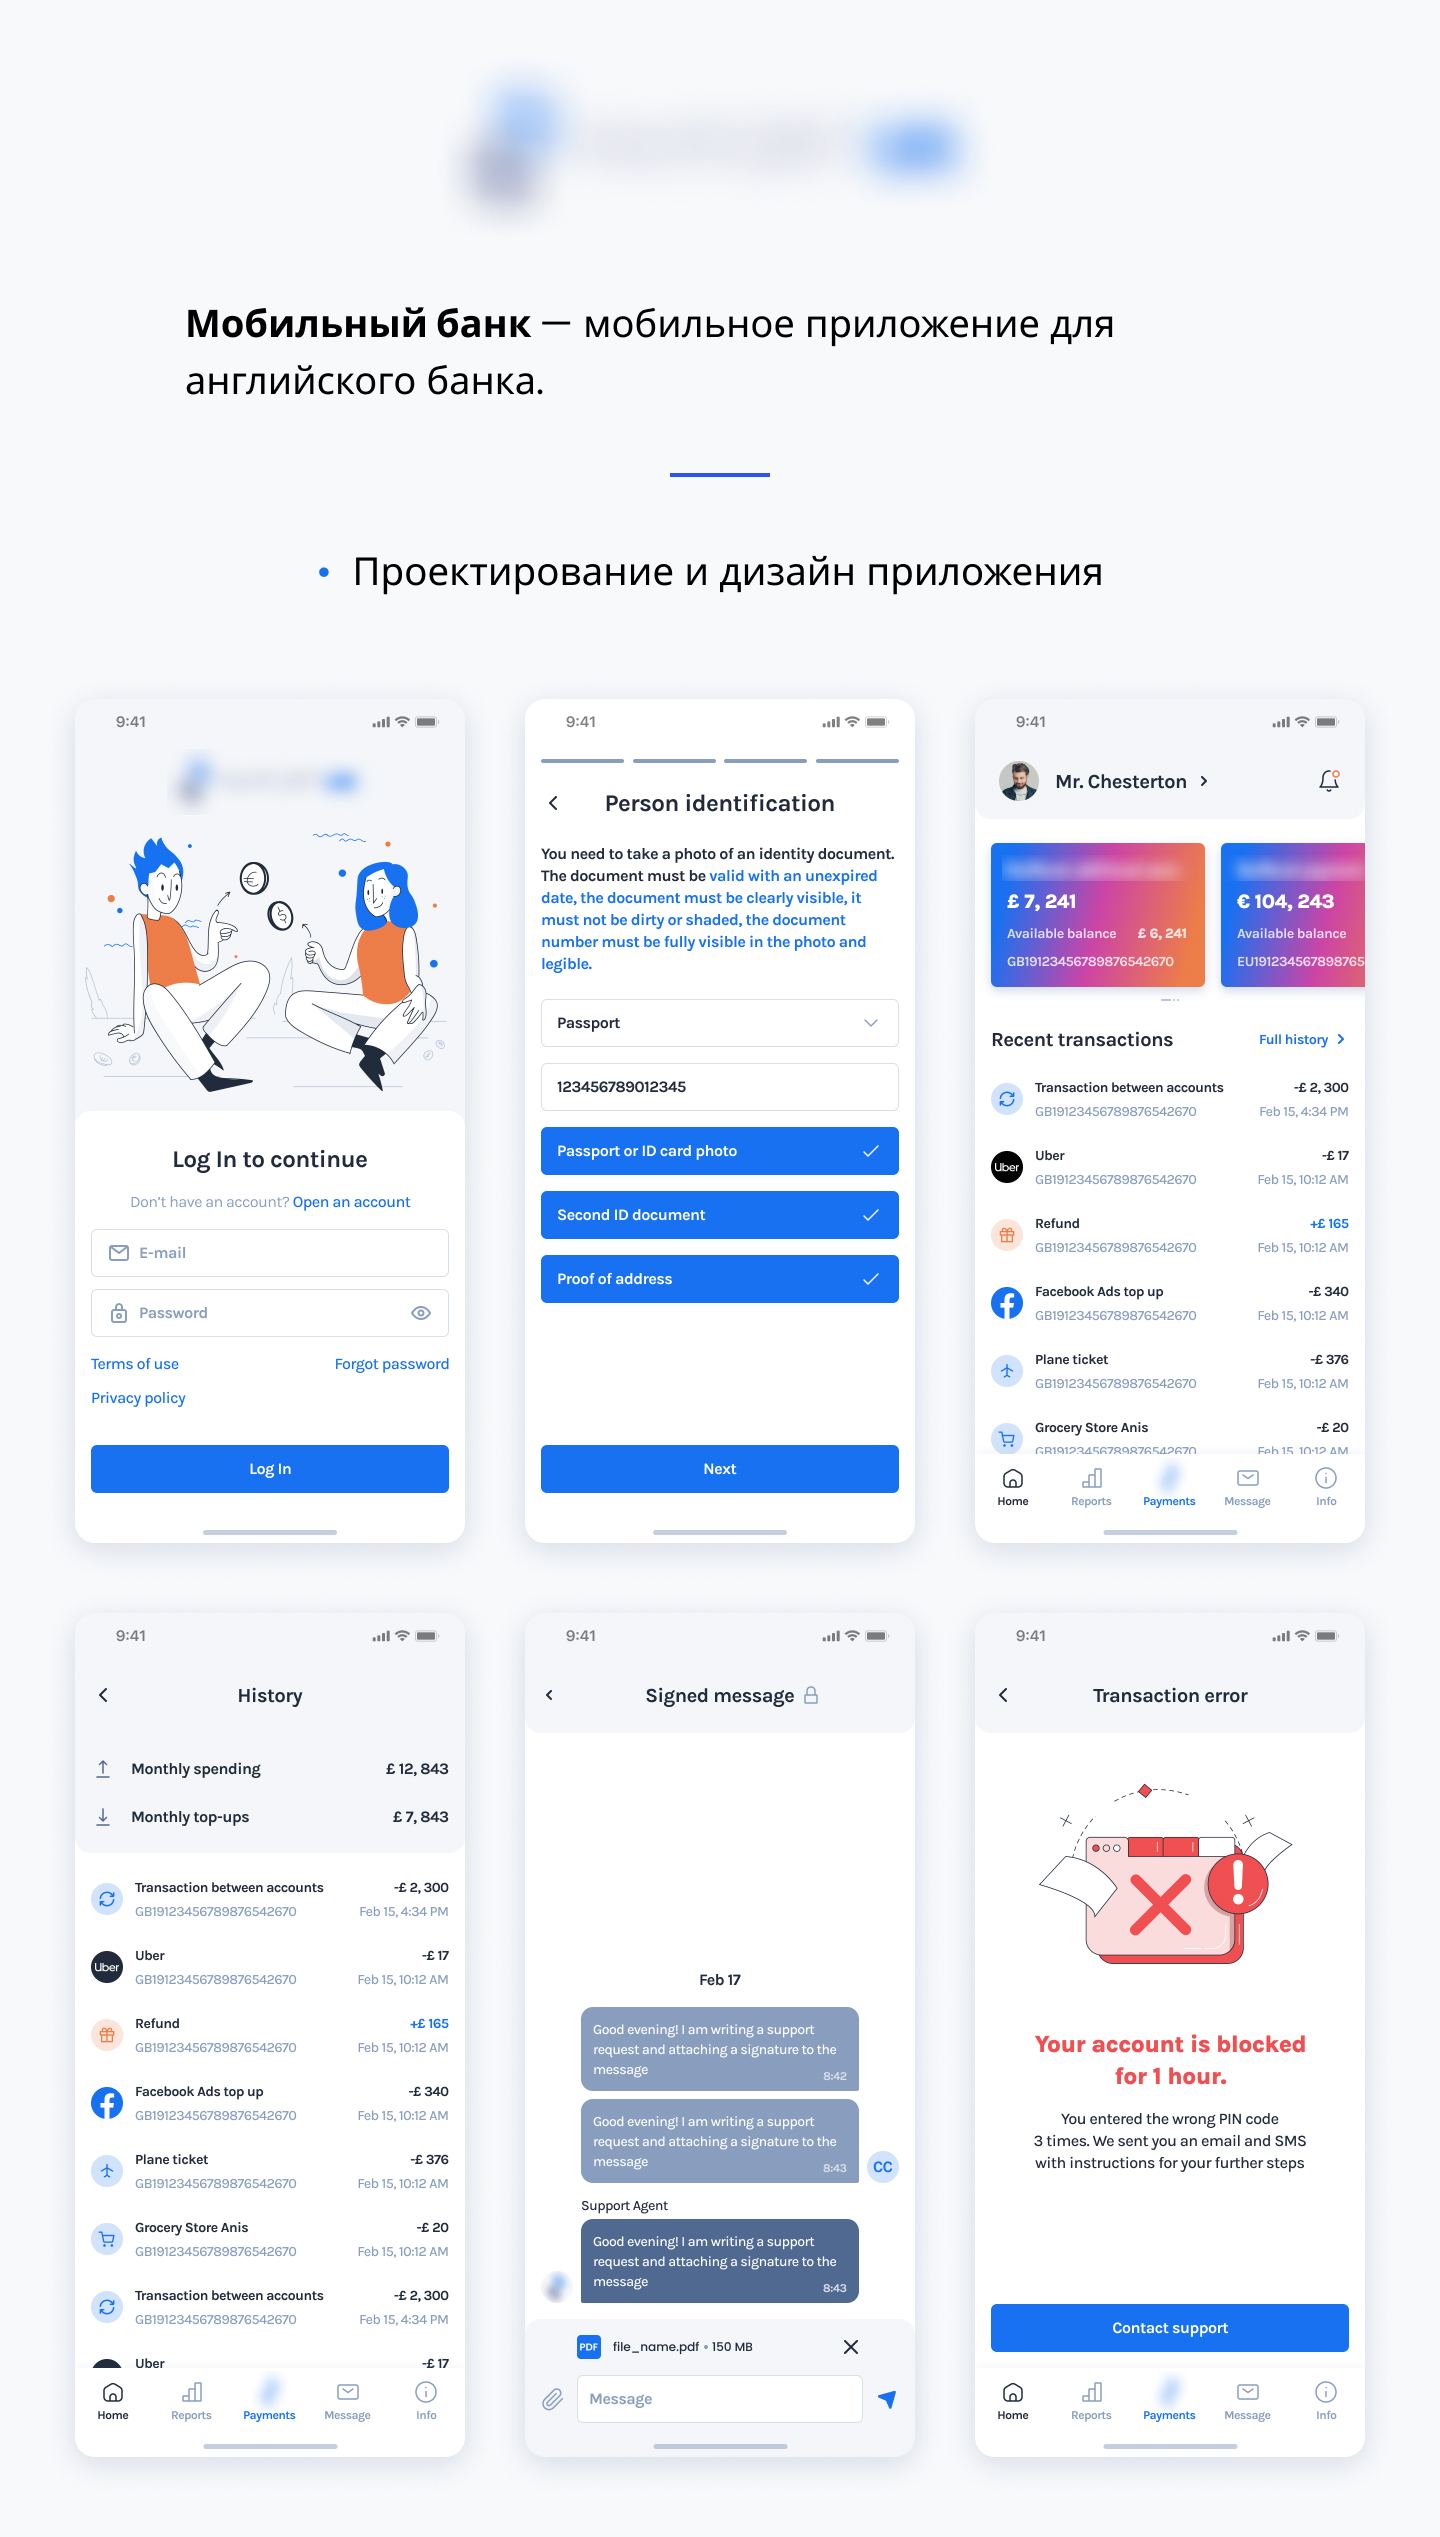 Мобильный банк — мобильное приложение для
английского банка.
• Проектирование и дизайн приложения
9:41
Log In to continue
Don't have an account? Open an account
E-mail
Password
Terms of use
Forgot password
Privacy policy
Log In
9:41
Person identification
You need to take a photo of an identity document.
The document must be valid with an unexpired
date, the document must be clearly visible, it
must not be dirty or shaded, the document
number must be fully visible in the photo and
legible.
Passport
123456789012345
Passport or ID card photo
Second ID document
Proof of address
Next
9:41
Mr. Chesterton
£ 7, 241
Available balance £ 6, 241
GB19123456789876542670
€ 104, 243
Available balance
EU191234567898765
Recent transactions
Full history
Transaction between accounts -£ 2, 300
GB19123456789876542670 Feb 15, 4:34 PM
Uber
Uber -£ 17
GB19123456789876542670 Feb 15, 10:12 AM
Refund +£ 165
GB19123456789876542670 Feb 15, 10:12 AM
Facebook Ads top up -£ 340
GB19123456789876542670 Feb 15, 10:12 AM
Plane ticket -£ 376
GB19123456789876542670 Feb 15, 10:12 AM
Grocery Store Anis -£ 20
GB19123456789876542670 Feb 15, 10:12 AM
Home Reports Payments Message Info
9:41
History
Monthly spending £ 12, 843
Monthly top-ups £ 7, 843
Transaction between accounts -£ 2, 300
GB19123456789876542670 Feb 15, 4:34 PM
Uber
Uber -£ 17
GB19123456789876542670 Feb 15, 10:12 AM
Refund +£ 165
GB19123456789876542670 Feb 15, 10:12 AM
Facebook Ads top up -£ 340
GB19123456789876542670 Feb 15, 10:12 AM
Plane ticket -£ 376
GB19123456789876542670 Feb 15, 10:12 AM
Grocery Store Anis -£ 20
GB19123456789876542670 Feb 15, 10:12 AM
Transaction between accounts -£ 2, 300
GB19123456789876542670 Feb 15, 4:34 PM
Uber -£ 17
Home Reports Payments Message Info
9:41
Signed message
Feb 17
Good evening! I am writing a support
request and attaching a signature to the
message
8:42
Good evening! I am writing a support
request and attaching a signature to the
message
8:43
CC
Support Agent
Good evening! I am writing a support
request and attaching a signature to the
message
8:43
PDF file_name.pdf • 150 MB
Message
9:41
Transaction error
Your account is blocked
for 1 hour.
You entered the wrong PIN code
3 times. We sent you an email and SMS
with instructions for your further steps
Contact support
Home Reports Payments Message Info